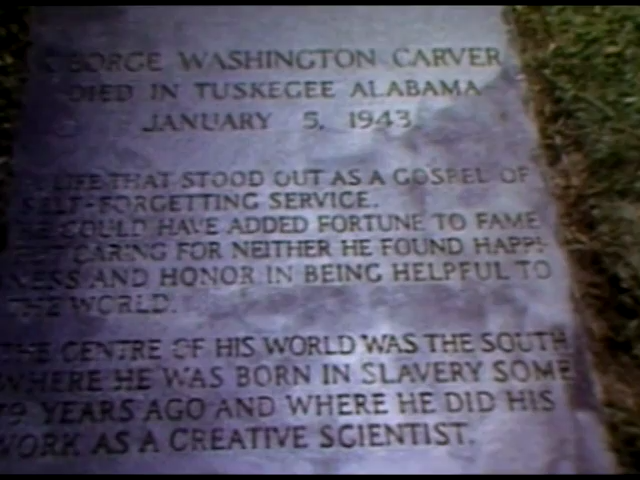 GEORGE WASHINGTON CARVER
DIED IN TUSKEGEE ALABAMA
JANUARY 5, 1943
A LIFE THAT STOOD OUT AS A GOSPEL OF
SELF-FORGETTING SERVICE.
HE COULD HAVE ADDED FORTUNE TO FAME
BUT CARING FOR NEITHER HE FOUND HAPPI-
NESS AND HONOR IN BEING HELPFUL TO
THE WORLD.
THE CENTRE OF HIS WORLD WAS THE SOUTH
WHERE HE WAS BORN IN SLAVERY SOME
79 YEARS AGO AND WHERE HE DID HIS
WORK AS A CREATIVE SCIENTIST.